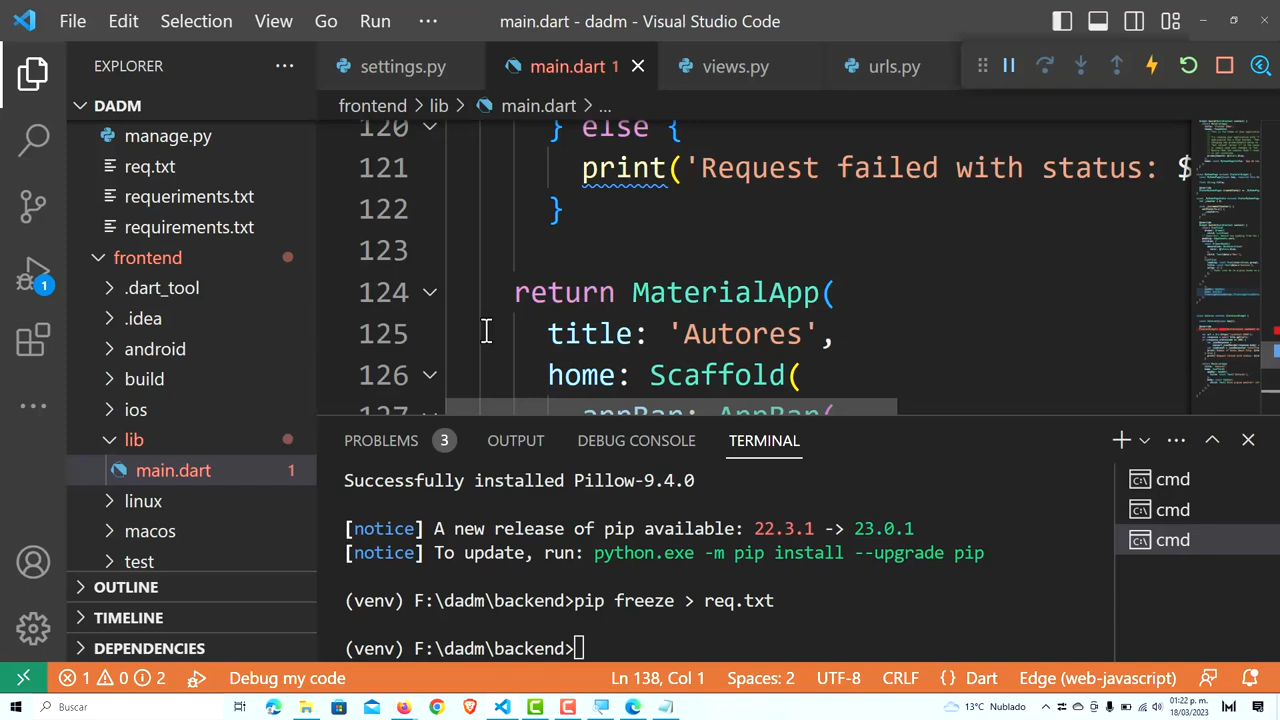 File Edit Selection View Go Run ··· main.dart - dadm - Visual Studio Code
EXPLORER ···
DADM
manage.py
req.txt
requeriments.txt
requirements.txt
frontend
.dart_tool
.idea
android
build
ios
lib
main.dart 1
linux
macos
test
OUTLINE
TIMELINE
DEPENDENCIES
1
settings.py main.dart 1 views.py urls.py
frontend > lib > main.dart > ...
120 } else {
121 print('Request failed with status: $
122 }
123
124 return MaterialApp(
125 title: 'Autores',
126 home: Scaffold(
127 appBar: AppBar(
PROBLEMS 3 OUTPUT DEBUG CONSOLE TERMINAL
Successfully installed Pillow-9.4.0
[notice] A new release of pip available: 22.3.1 -> 23.0.1
[notice] To update, run: python.exe -m pip install --upgrade pip
(venv) F:\dadm\backend>pip freeze > req.txt
(venv) F:\dadm\backend>
cmd
cmd
cmd
1 0 2 Debug my code Ln 138, Col 1 Spaces: 2 UTF-8 CRLF {} Dart Edge (web-javascript)
Buscar 13°C Nublado 01:22 p. m.
18/03/2023